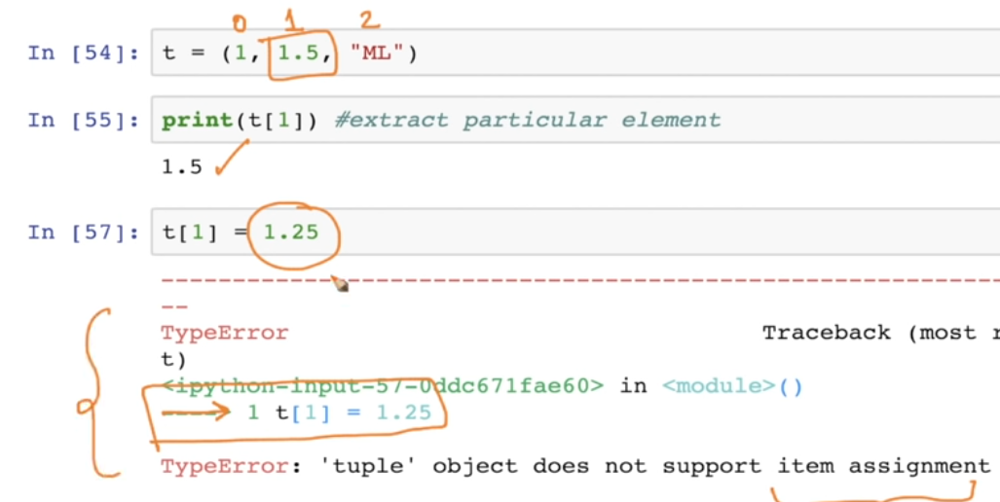 0 1 2
In [54]: t = (1, 1.5, "ML")
In [55]: print(t[1]) #extract particular element
1.5
In [57]: t[1] = 1.25
--------------------------------------------------------------------------
--
TypeError Traceback (most
t)
<ipython-input-57-0ddc671fae60> in <module>()
----> 1 t[1] = 1.25
TypeError: 'tuple' object does not support item assignment